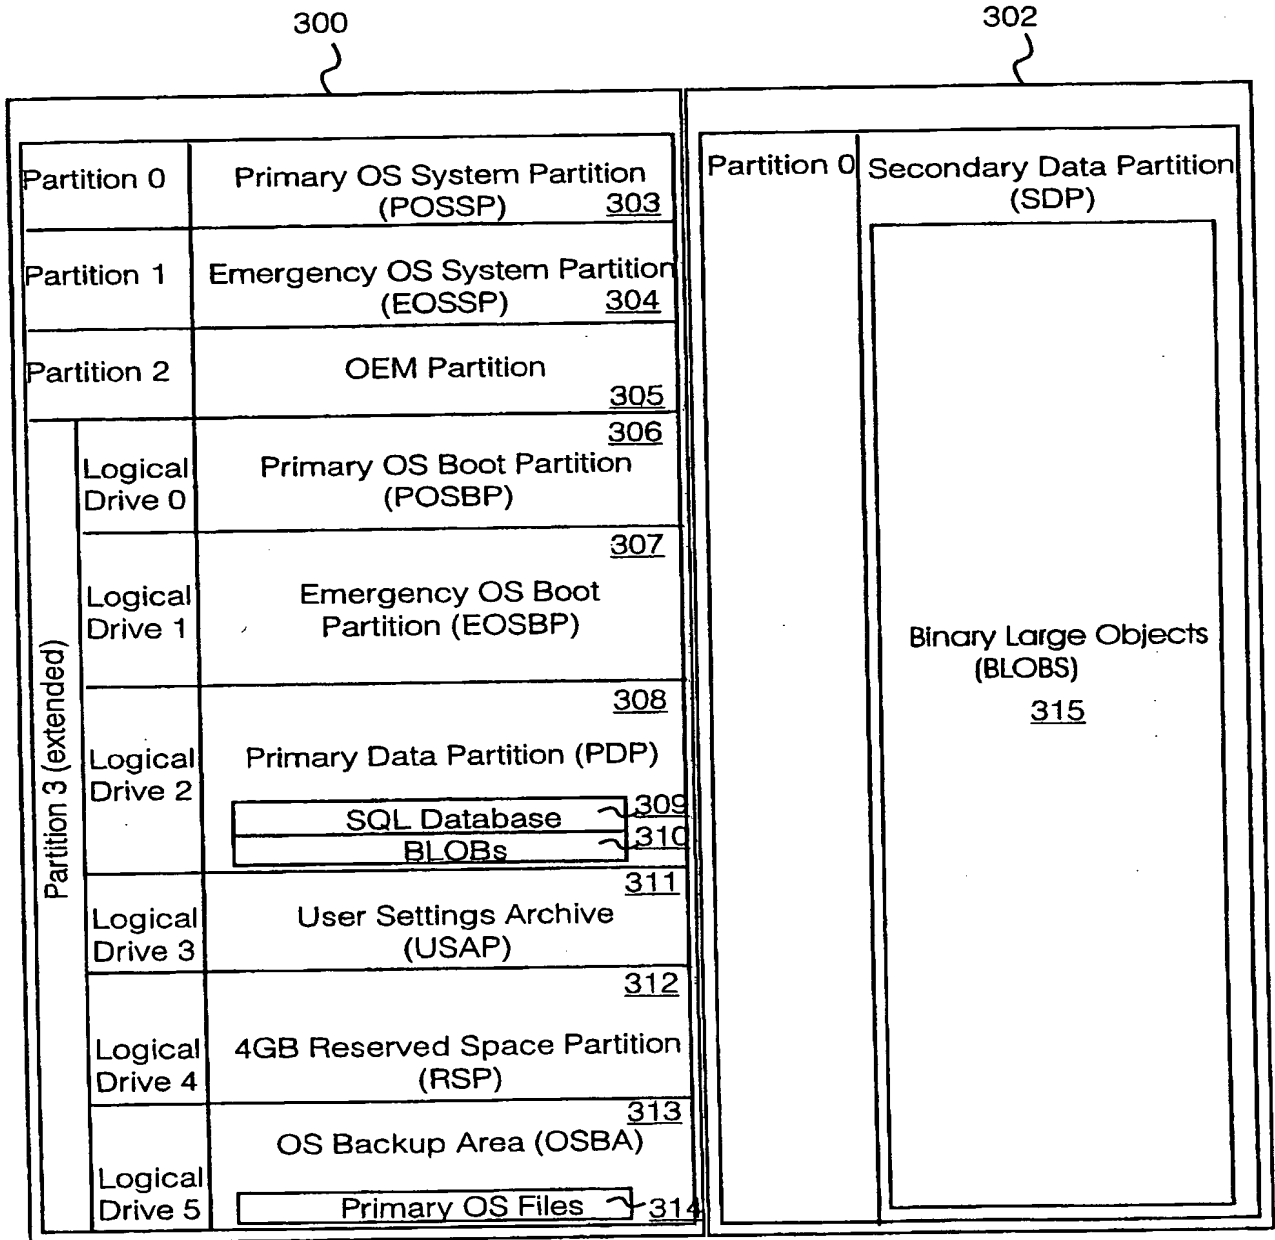 300
302
Partition 0
Primary OS System Partition
(POSSP)
303
Partition 1
Emergency OS System Partition
(EOSSP)
304
Partition 2
OEM Partition
305
Partition 3 (extended)
306
Logical
Drive 0
Primary OS Boot Partition
(POSBP)
307
Logical
Drive 1
Emergency OS Boot
Partition (EOSBP)
308
Logical
Drive 2
Primary Data Partition (PDP)
SQL Database
309
BLOBs
310
311
Logical
Drive 3
User Settings Archive
(USAP)
312
Logical
Drive 4
4GB Reserved Space Partition
(RSP)
313
OS Backup Area (OSBA)
Logical
Drive 5
Primary OS Files
314
Partition 0
Secondary Data Partition
(SDP)
Binary Large Objects
(BLOBS)
315